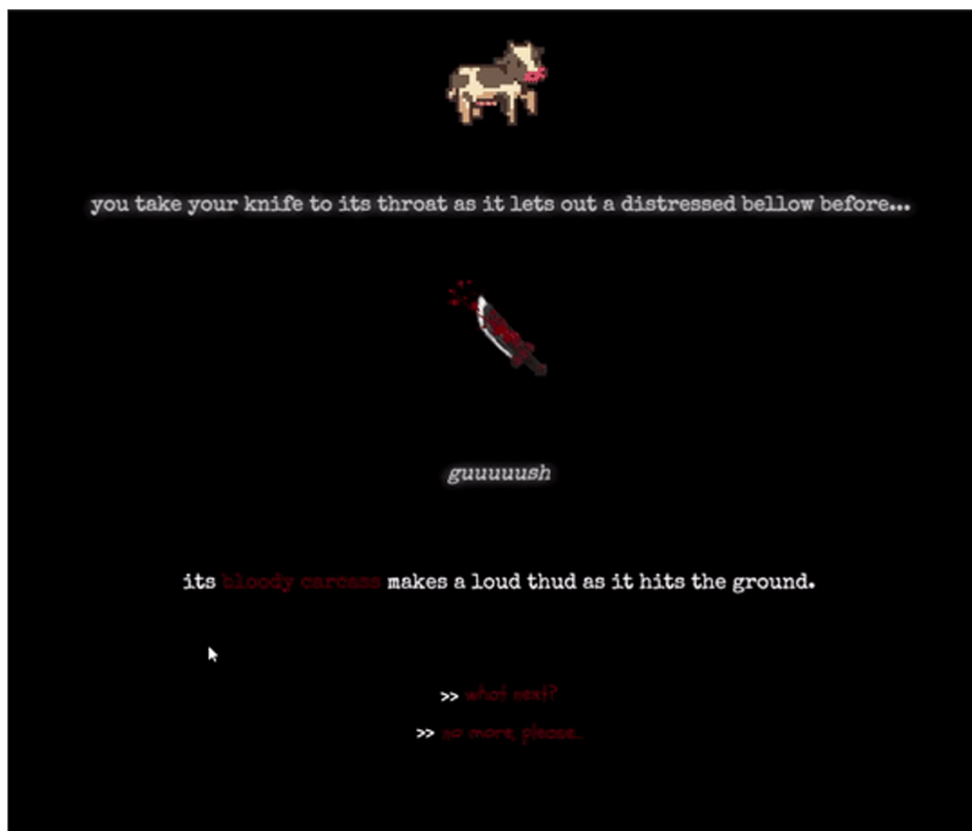 you take your knife to its throat as it lets out a distressed bellow before...
guuuuush
its bloody carcass makes a loud thud as it hits the ground.
>> what next?
>> no more, please...